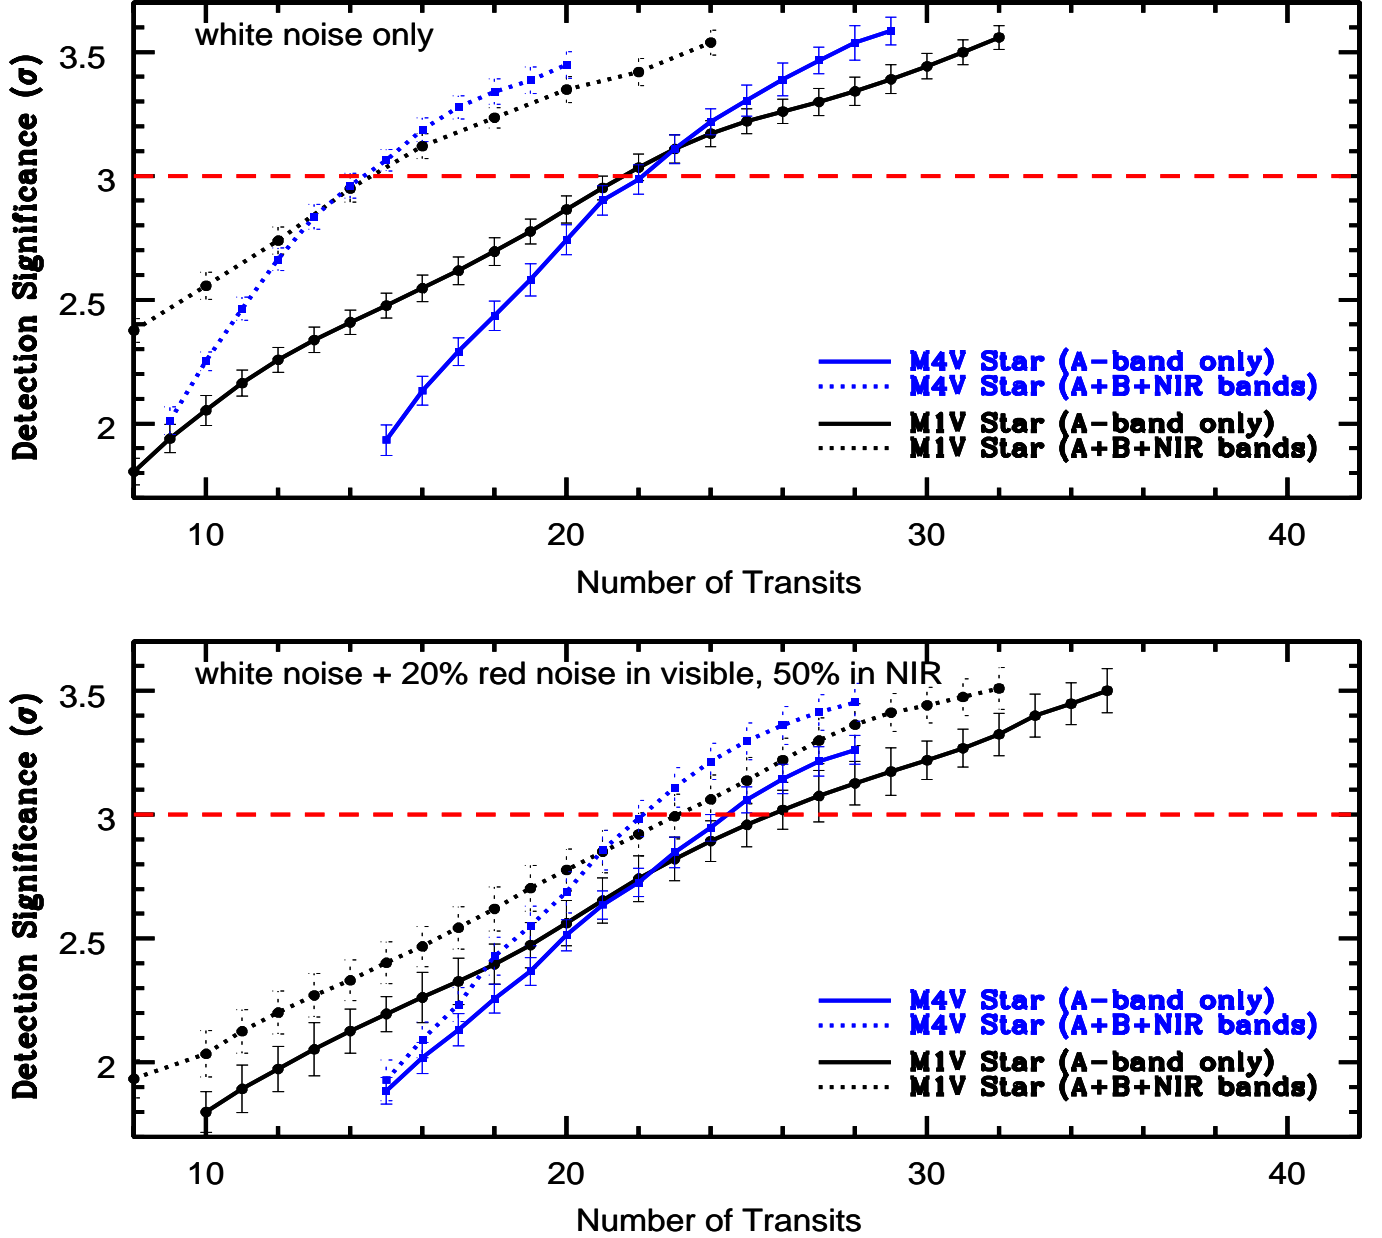 white noise only
3.5
3
2.5
2
Detection Significance (σ)
M4V Star (A-band only)
M4V Star (A+B+NIR bands)
M1V Star (A-band only)
M1V Star (A+B+NIR bands)
10 20 30 40
Number of Transits
white noise + 20% red noise in visible, 50% in NIR
3.5
3
2.5
2
Detection Significance (σ)
M4V Star (A-band only)
M4V Star (A+B+NIR bands)
M1V Star (A-band only)
M1V Star (A+B+NIR bands)
10 20 30 40
Number of Transits